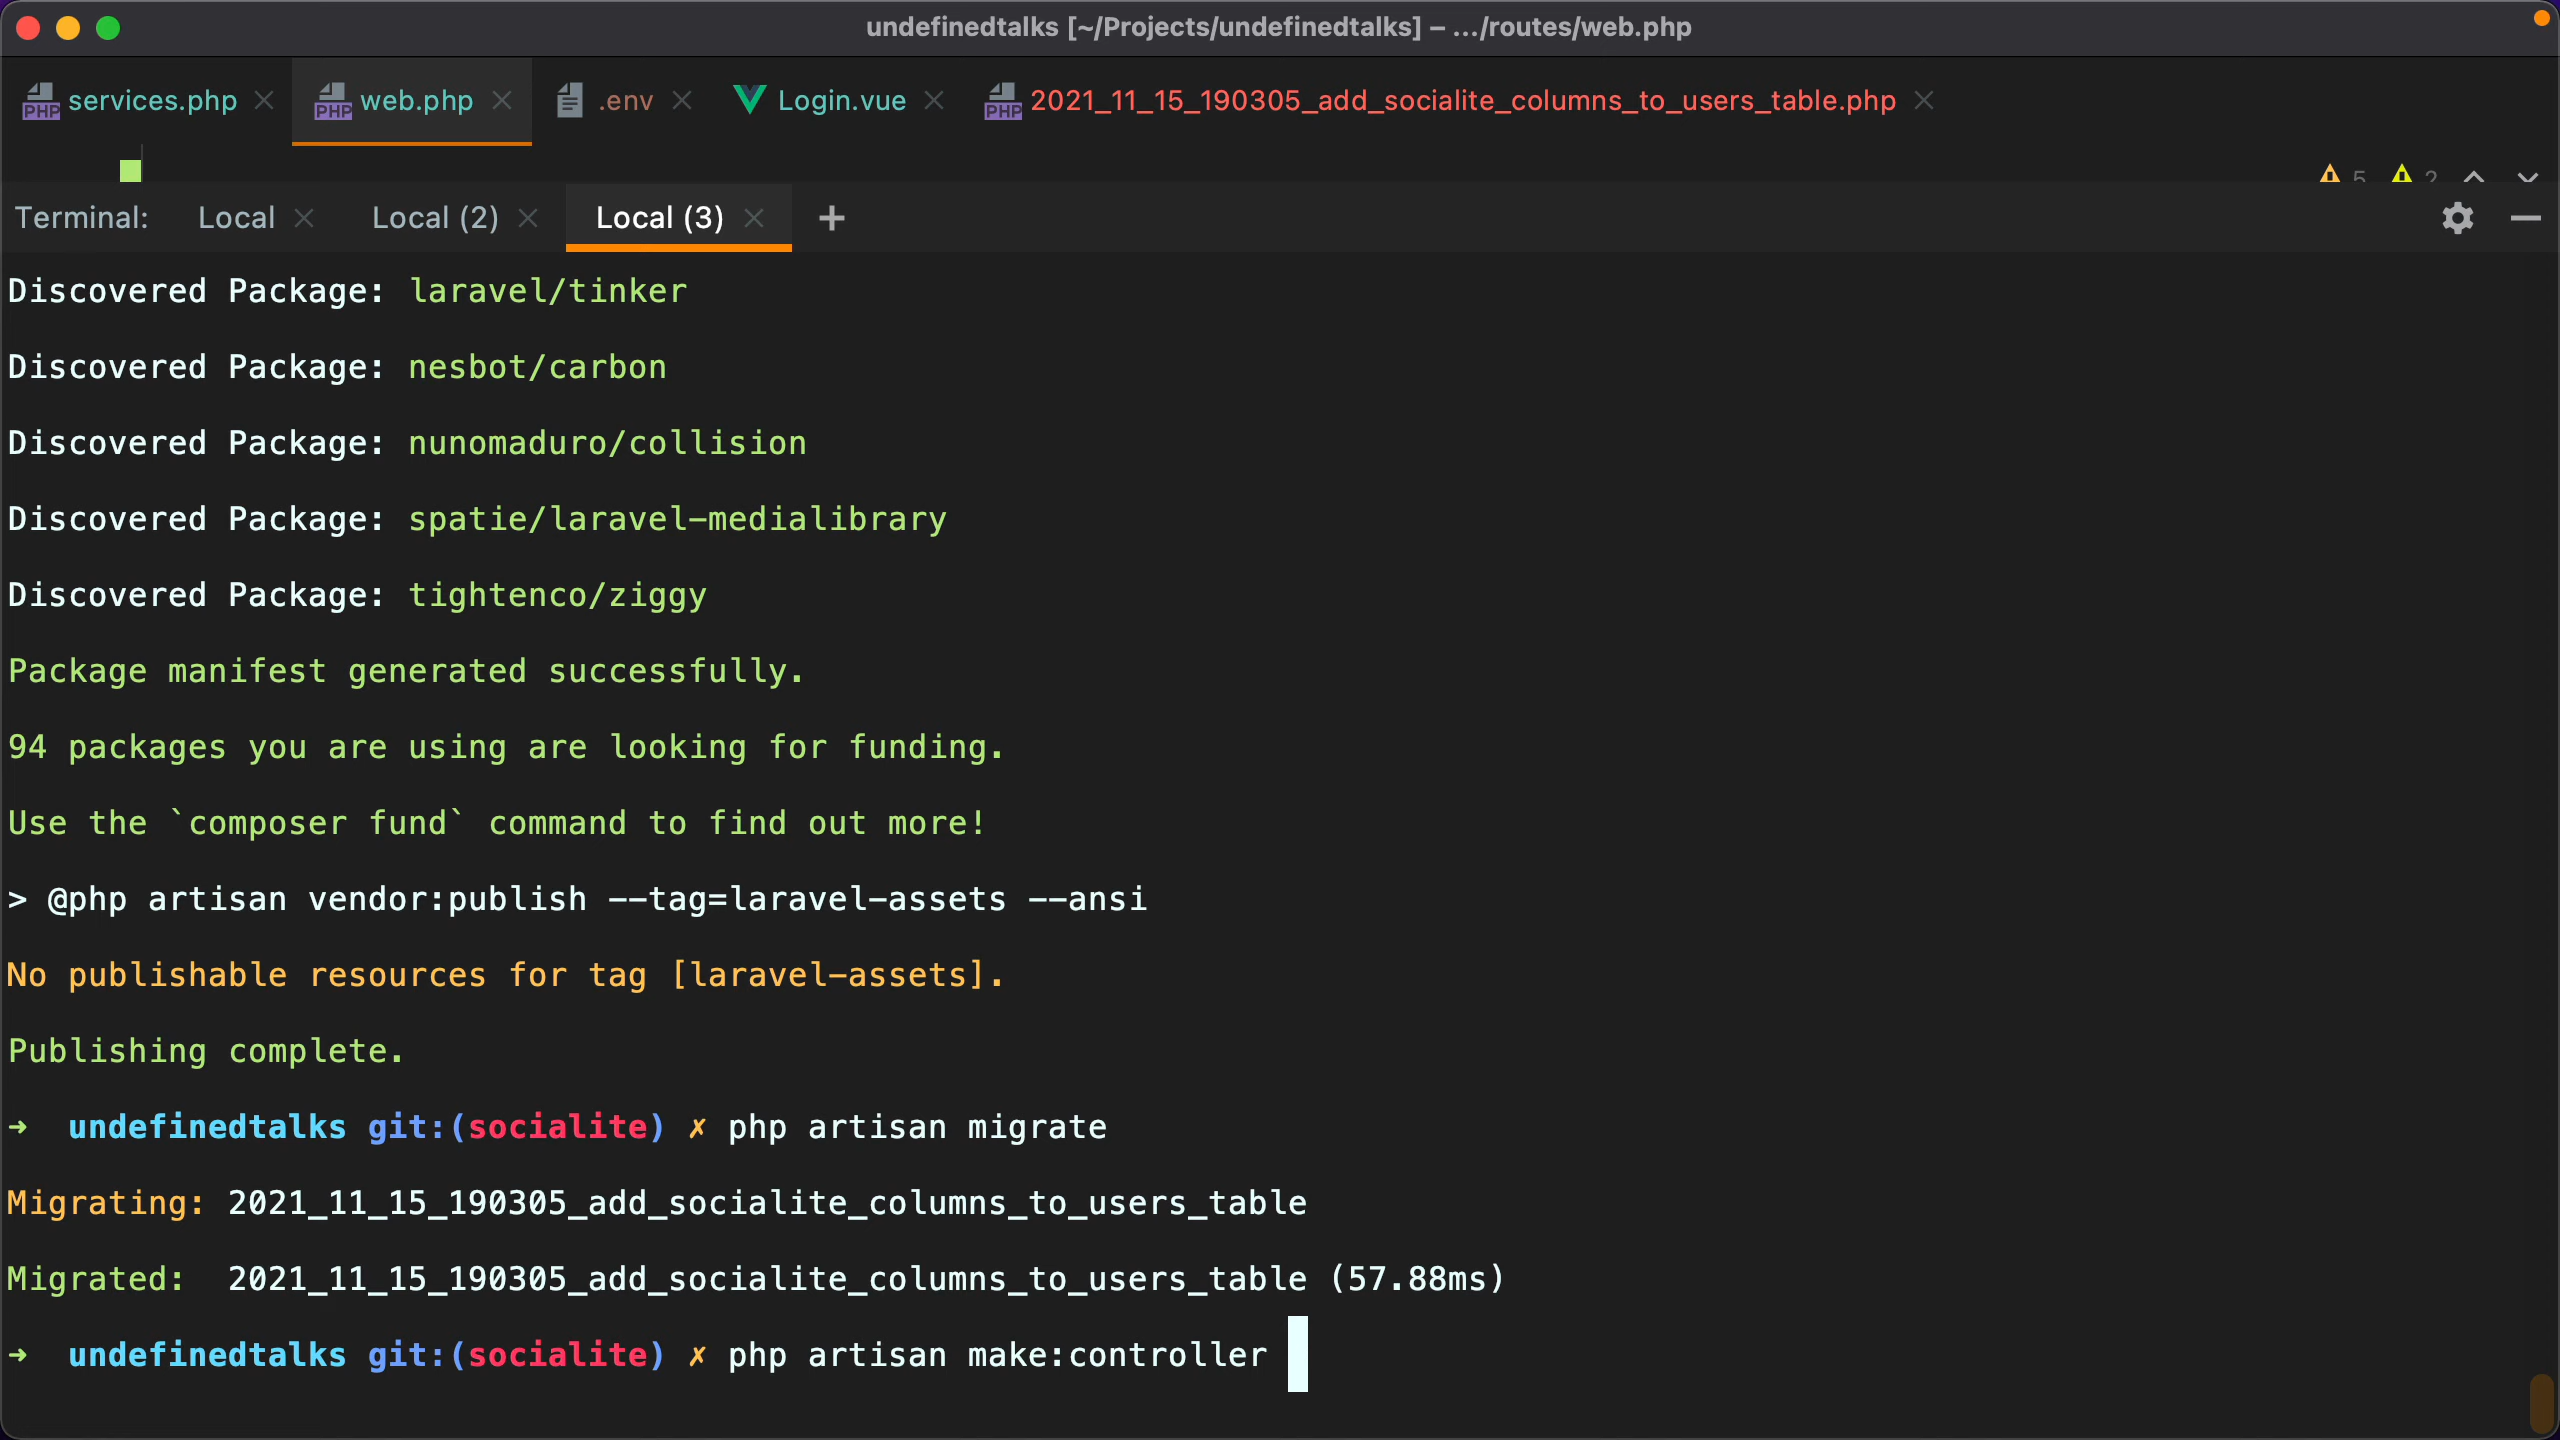 undefinedtalks [~/Projects/undefinedtalks] – .../routes/web.php
PHP services.php PHP web.php .env Login.vue PHP 2021_11_15_190305_add_socialite_columns_to_users_table.php
5 2
Terminal: Local Local (2) Local (3) +
Discovered Package: laravel/tinker
Discovered Package: nesbot/carbon
Discovered Package: nunomaduro/collision
Discovered Package: spatie/laravel-medialibrary
Discovered Package: tightenco/ziggy
Package manifest generated successfully.
94 packages you are using are looking for funding.
Use the `composer fund` command to find out more!
> @php artisan vendor:publish --tag=laravel-assets --ansi
No publishable resources for tag [laravel-assets].
Publishing complete.
➜ undefinedtalks git:(socialite) ✗ php artisan migrate
Migrating: 2021_11_15_190305_add_socialite_columns_to_users_table
Migrated: 2021_11_15_190305_add_socialite_columns_to_users_table (57.88ms)
➜ undefinedtalks git:(socialite) ✗ php artisan make:controller